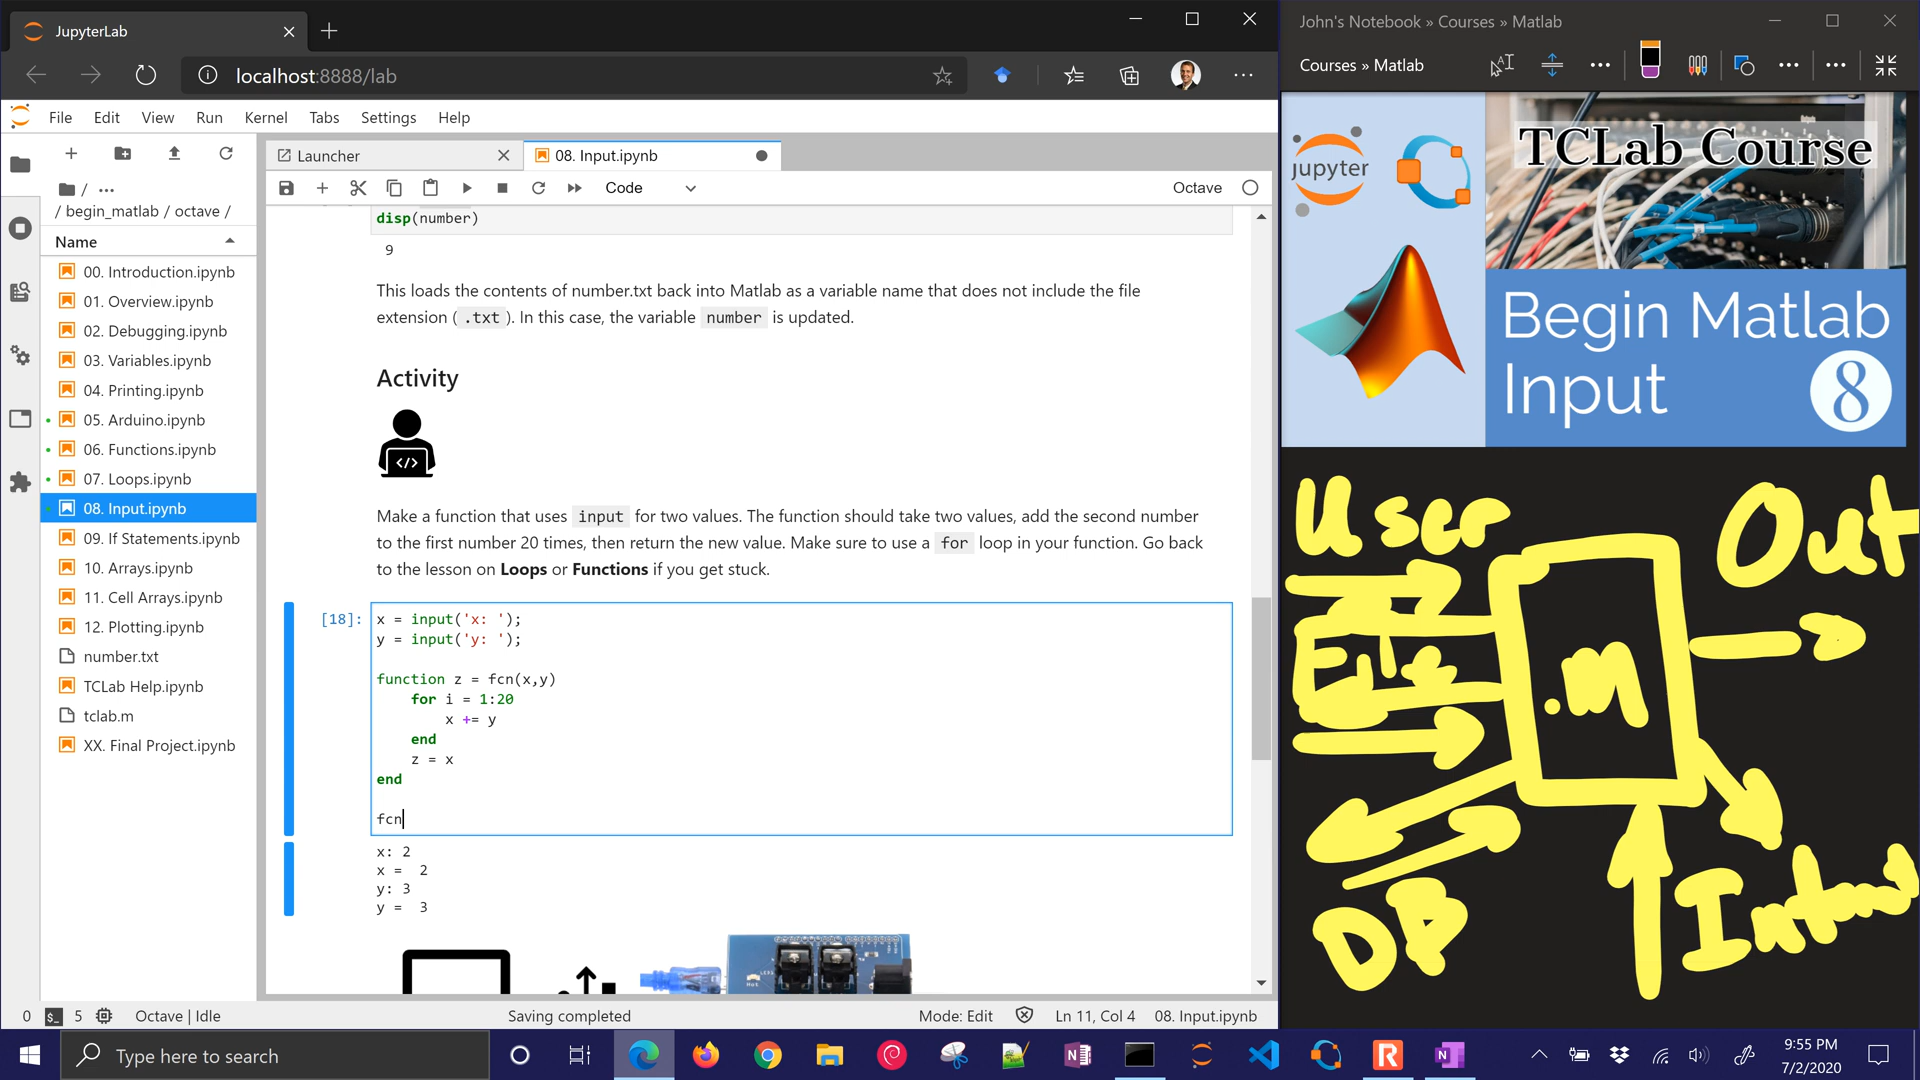 JupyterLab
localhost:8888/lab
File Edit View Run Kernel Tabs Settings Help
/ ...
/ begin_matlab / octave /
Name
00. Introduction.ipynb
01. Overview.ipynb
02. Debugging.ipynb
03. Variables.ipynb
04. Printing.ipynb
05. Arduino.ipynb
06. Functions.ipynb
07. Loops.ipynb
08. Input.ipynb
09. If Statements.ipynb
10. Arrays.ipynb
11. Cell Arrays.ipynb
12. Plotting.ipynb
number.txt
TCLab Help.ipynb
tclab.m
XX. Final Project.ipynb
Launcher
08. Input.ipynb
Code
Octave
disp(number)
9
This loads the contents of number.txt back into Matlab as a variable name that does not include the file
extension ( .txt ). In this case, the variable number is updated.
Activity
</>
Make a function that uses input for two values. The function should take two values, add the second number
to the first number 20 times, then return the new value. Make sure to use a for loop in your function. Go back
to the lesson on Loops or Functions if you get stuck.
[18]:
x = input('x: ');
y = input('y: ');
function z = fcn(x,y)
for i = 1:20
x += y
end
z = x
end
fcn
x: 2
x = 2
y: 3
y = 3
0 $_ 5 Octave | Idle
Saving completed
Mode: Edit Ln 11, Col 4 08. Input.ipynb
John's Notebook » Courses » Matlab
Courses » Matlab
jupyter
TCLab Course
Begin Matlab
Input
8
User
Out
.m
DB
Type here to search
9:55 PM
7/2/2020